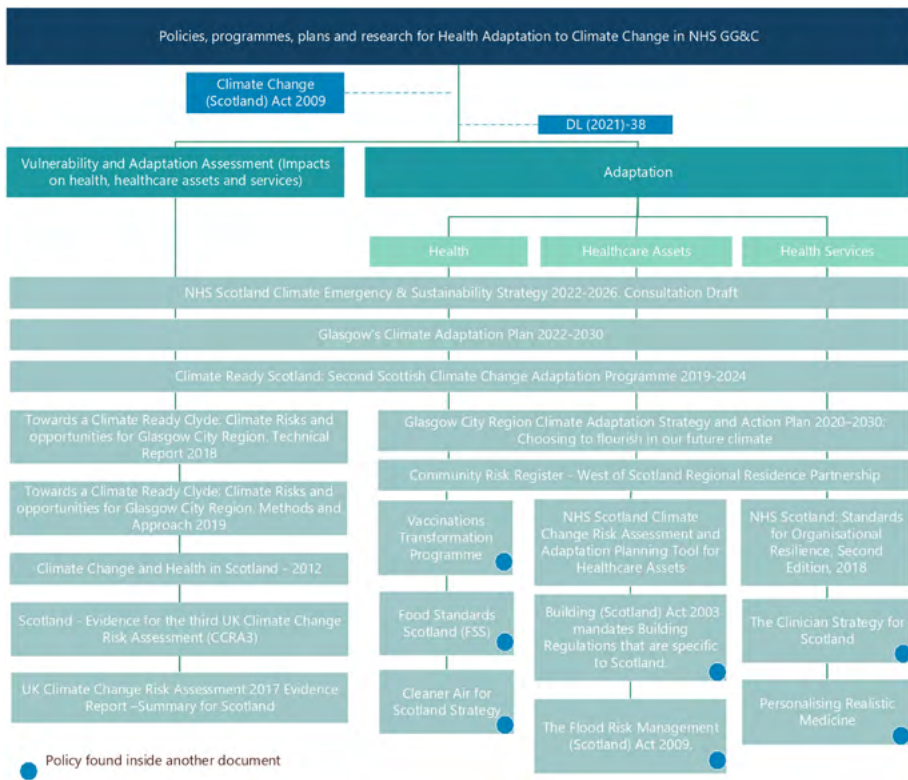 Policies, programmes, plans and research for Health Adaptation to Climate Change in NHS GG&C
Climate Change
(Scotland) Act 2009
DL (2021)-38
Vulnerability and Adaptation Assessment (Impacts
on health, healthcare assets and services)
Adaptation
Health
Healthcare Assets
Health Services
NHS Scotland Climate Emergency & Sustainability Strategy 2022-2026. Consultation Draft
Glasgow's Climate Adaptation Plan 2022-2030
Climate Ready Scotland: Second Scottish Climate Change Adaptation Programme 2019-2024
Towards a Climate Ready Clyde: Climate Risks and
opportunities for Glasgow City Region. Technical
Report 2018
Towards a Climate Ready Clyde: Climate Risks and
opportunities for Glasgow City Region. Methods and
Approach 2019
Climate Change and Health in Scotland - 2012
Scotland - Evidence for the third UK Climate Change
Risk Assessment (CCRA3)
UK Climate Change Risk Assessment 2017 Evidence
Report –Summary for Scotland
Glasgow City Region Climate Adaptation Strategy and Action Plan 2020–2030:
Choosing to flourish in our future climate
Community Risk Register - West of Scotland Regional Residence Partnership
Vaccinations
Transformation
Programme
Food Standards
Scotland (FSS)
Cleaner Air for
Scotland Strategy
NHS Scotland Climate
Change Risk Assessment
and Adaptation Planning
Tool for Healthcare Assets
Building (Scotland) Act 2003
mandates Building
Regulations that are specific
to Scotland.
The Flood Risk Management
(Scotland) Act 2009.
NHS Scotland: Standards
for Organisational
Resilience, Second
Edition, 2018
The Clinician Strategy for
Scotland
Personalising Realistic
Medicine
Policy found inside another document